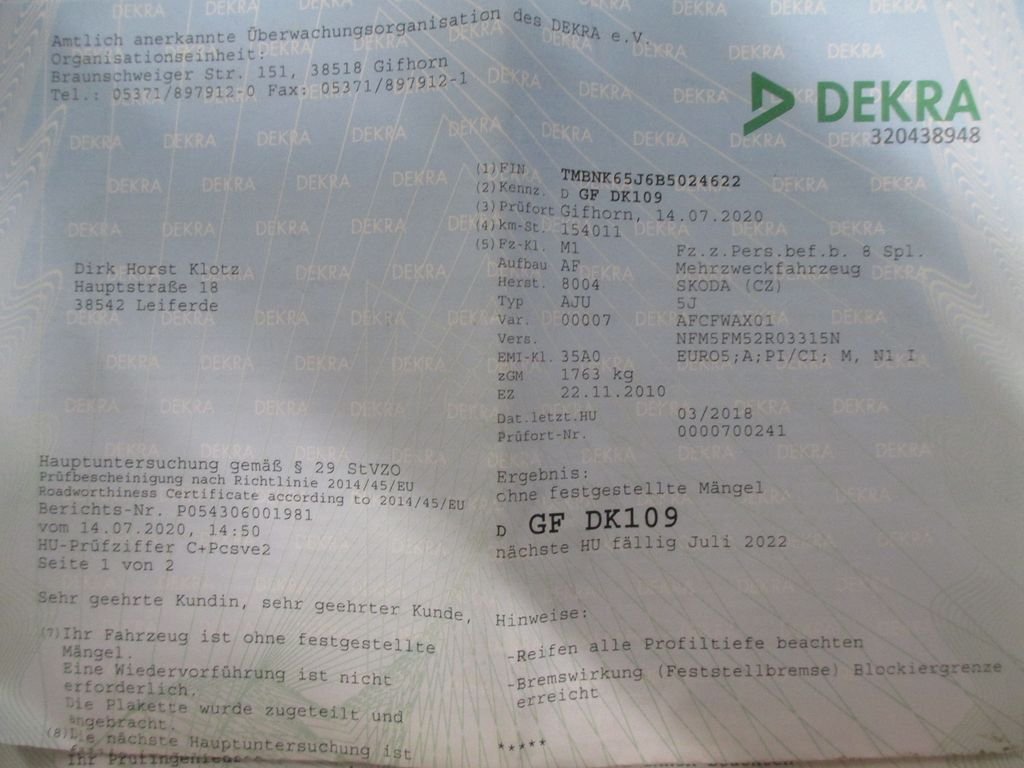 Amtlich anerkannte Überwachungsorganisation des DEKRA e.V.
Organisationseinheit:
Braunschweiger Str. 151, 38518 Gifhorn
Tel.: 05371/897912-0 Fax: 05371/897912-1
DEKRA
320438948
(1) FIN TMBNK65J6B5024622
(2) Kennz. D GF DK109
(3) Prüfort Gifhorn, 14.07.2020
(4) km-St. 154011
(5) Fz-Kl. M1 Fz.z.Pers.bef.b. 8 Spl.
Aufbau AF Mehrzweckfahrzeug
Herst. 8004 SKODA (CZ)
Typ AJU 5J
Var. 00007 AFCFWAX01
Vers. NFM5FM52R03315N
EMI-Kl. 35A0 EURO5;A;PI/CI; M, N1 I
zGM 1763 kg
EZ 22.11.2010
Dat.letzt.HU 03/2018
Prüfort-Nr. 0000700241
Dirk Horst Klotz
Hauptstraße 18
38542 Leiferde
Hauptuntersuchung gemäß § 29 StVZO
Prüfbescheinigung nach Richtlinie 2014/45/EU
Roadworthiness Certificate according to 2014/45/EU
Berichts-Nr. P054306001981
vom 14.07.2020, 14:50
HU-Prüfziffer C+Pcsve2
Seite 1 von 2
Ergebnis:
ohne festgestellte Mängel
D GF DK109
nächste HU fällig Juli 2022
Sehr geehrte Kundin, sehr geehrter Kunde,
(7) Ihr Fahrzeug ist ohne festgestellte
Mängel.
Eine Wiedervorführung ist nicht
erforderlich.
Die Plakette wurde zugeteilt und
angebracht.
(8) Die nächste Hauptuntersuchung ist
Hinweise:
-Reifen alle Profiltiefe beachten
-Bremswirkung (Feststellbremse) Blockiergrenze
erreicht
*****